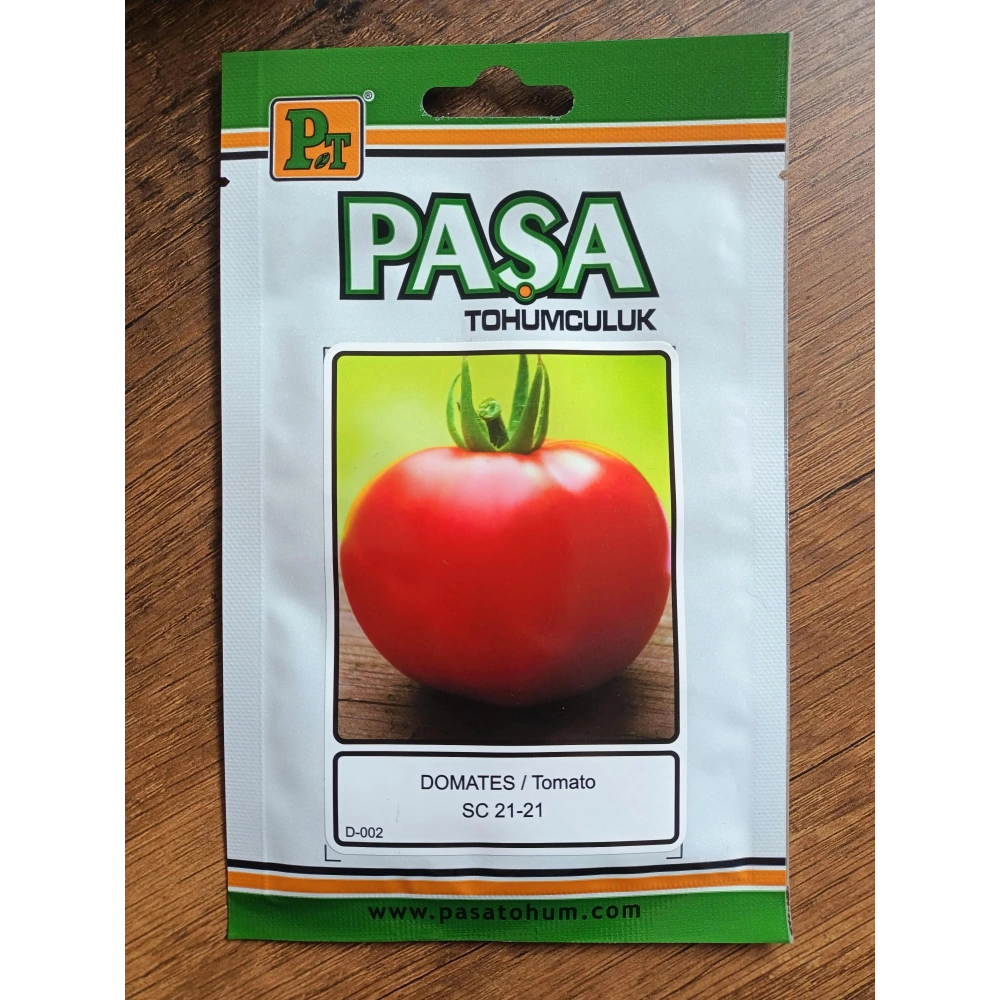 PeT ®
PAŞA
TOHUMCULUK
DOMATES / Tomato
SC 21-21
D-002
www.pasatohum.com